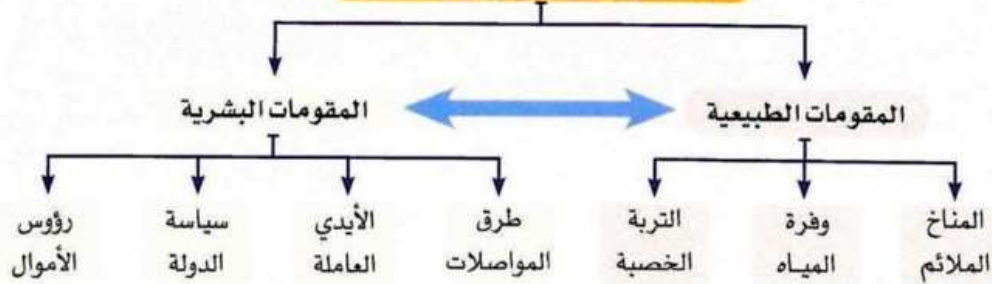 المقومات الطبيعية
المقومات البشرية
المناخ
الملائم
وفرة
المياه
التربة
الخصبة
طرق
المواصلات
الأيدي
العاملة
سياسة
الدولة
رؤوس
الأموال